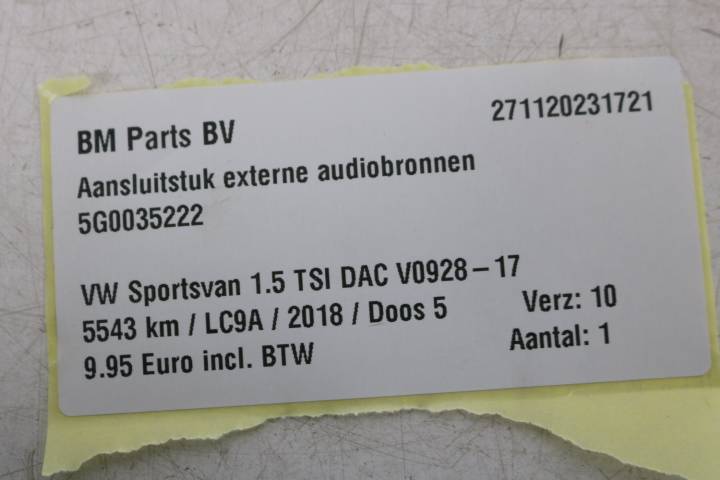 BM Parts BV 271120231721
Aansluitstuk externe audiobronnen
5G0035222
VW Sportsvan 1.5 TSI DAC V0928-17
5543 km / LC9A / 2018 / Doos 5 Verz: 10
9.95 Euro incl. BTW Aantal: 1